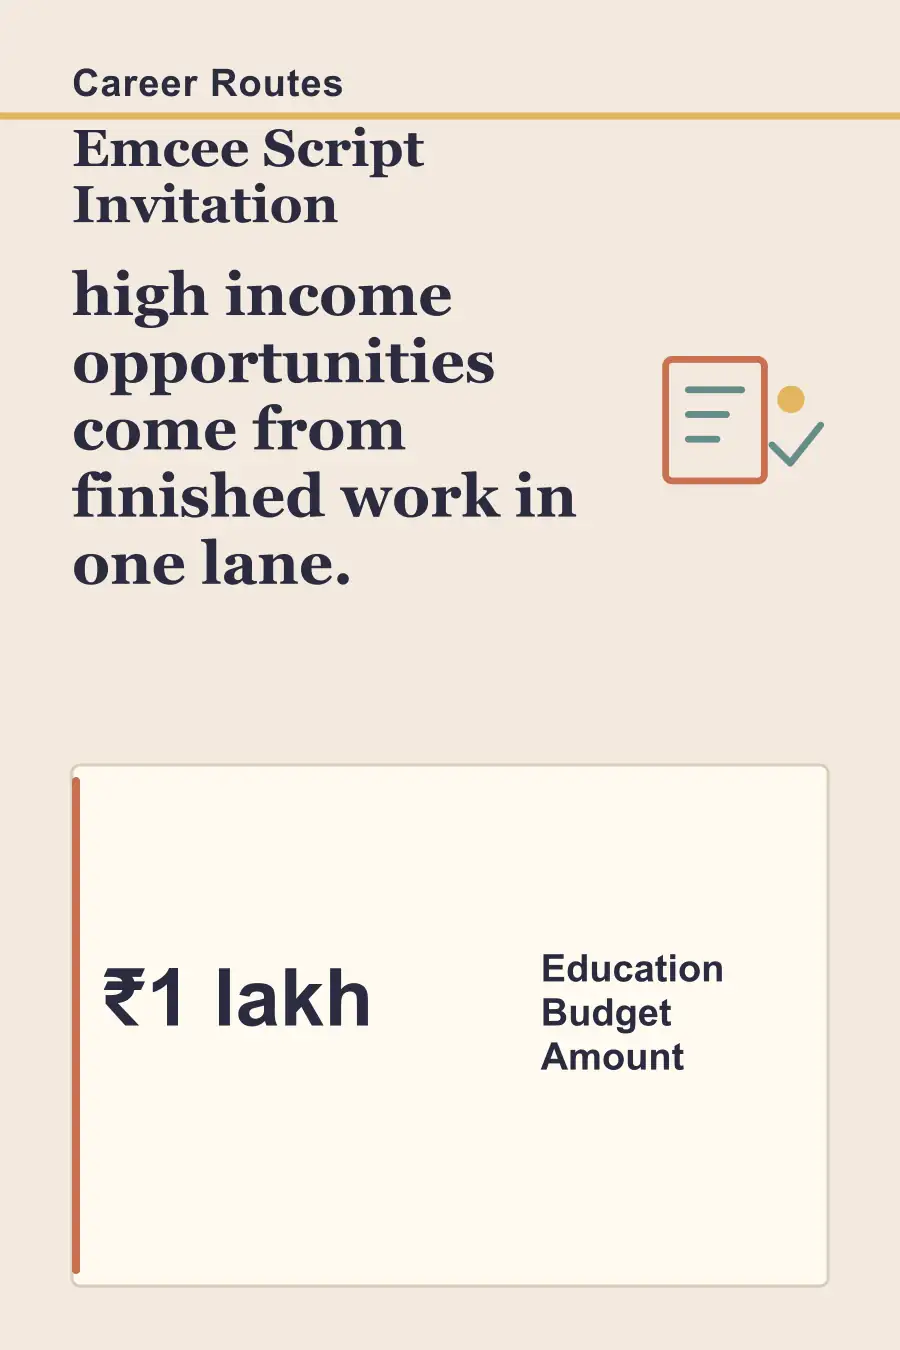 Career Routes
Emcee Script
Invitation
high income
opportunities
come from
finished work in
one lane.
₹1 lakh
Education
Budget
Amount